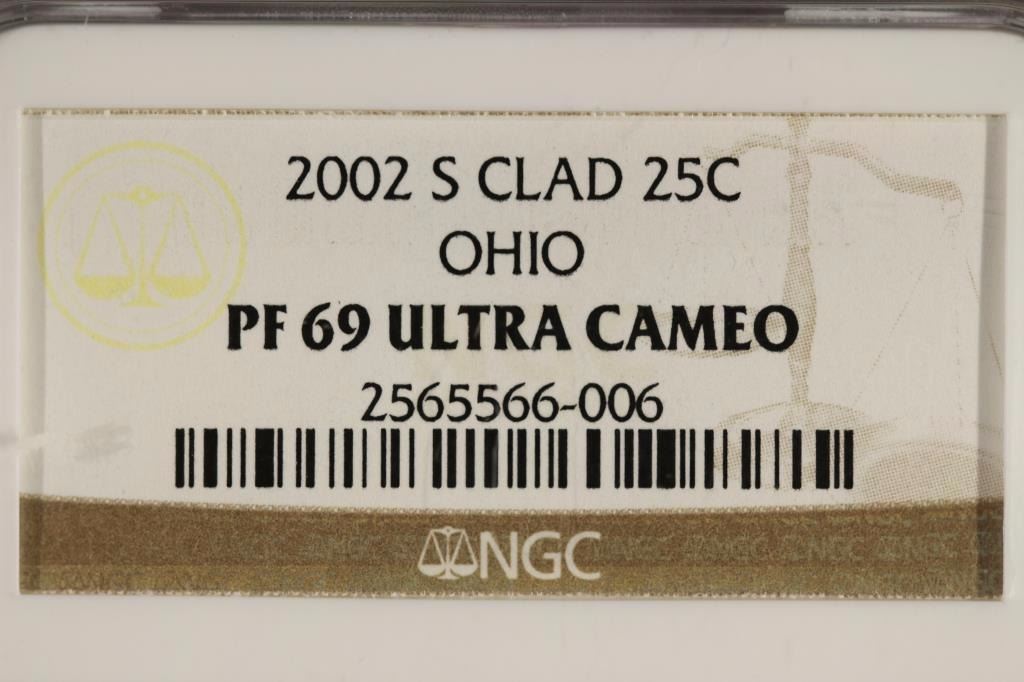 2002 S CLAD 25C
OHIO
PF 69 ULTRA CAMEO
2565566-006
NGC